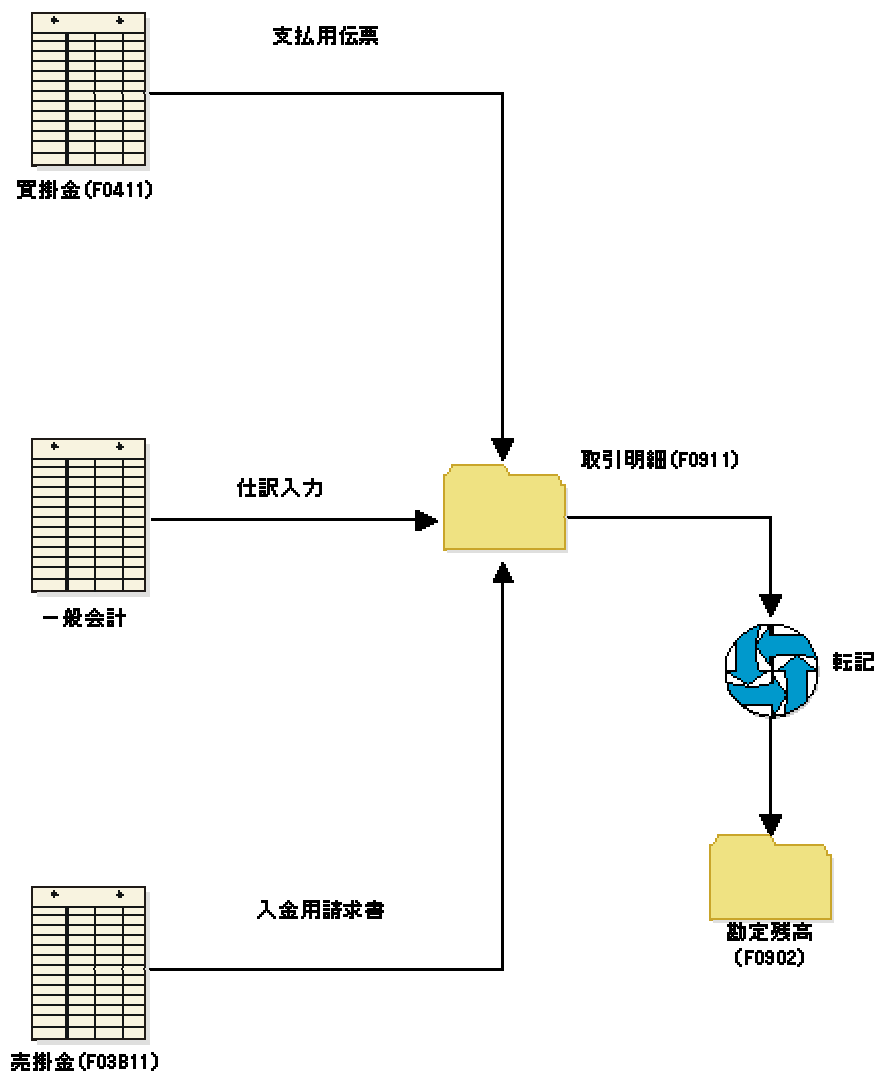 支払用伝票
買掛金(F0411)
取引明細(F0911)
仕訳入力
一般会計
転記
入金用請求書
勘定残高
(F0902)
売掛金(F03B11)